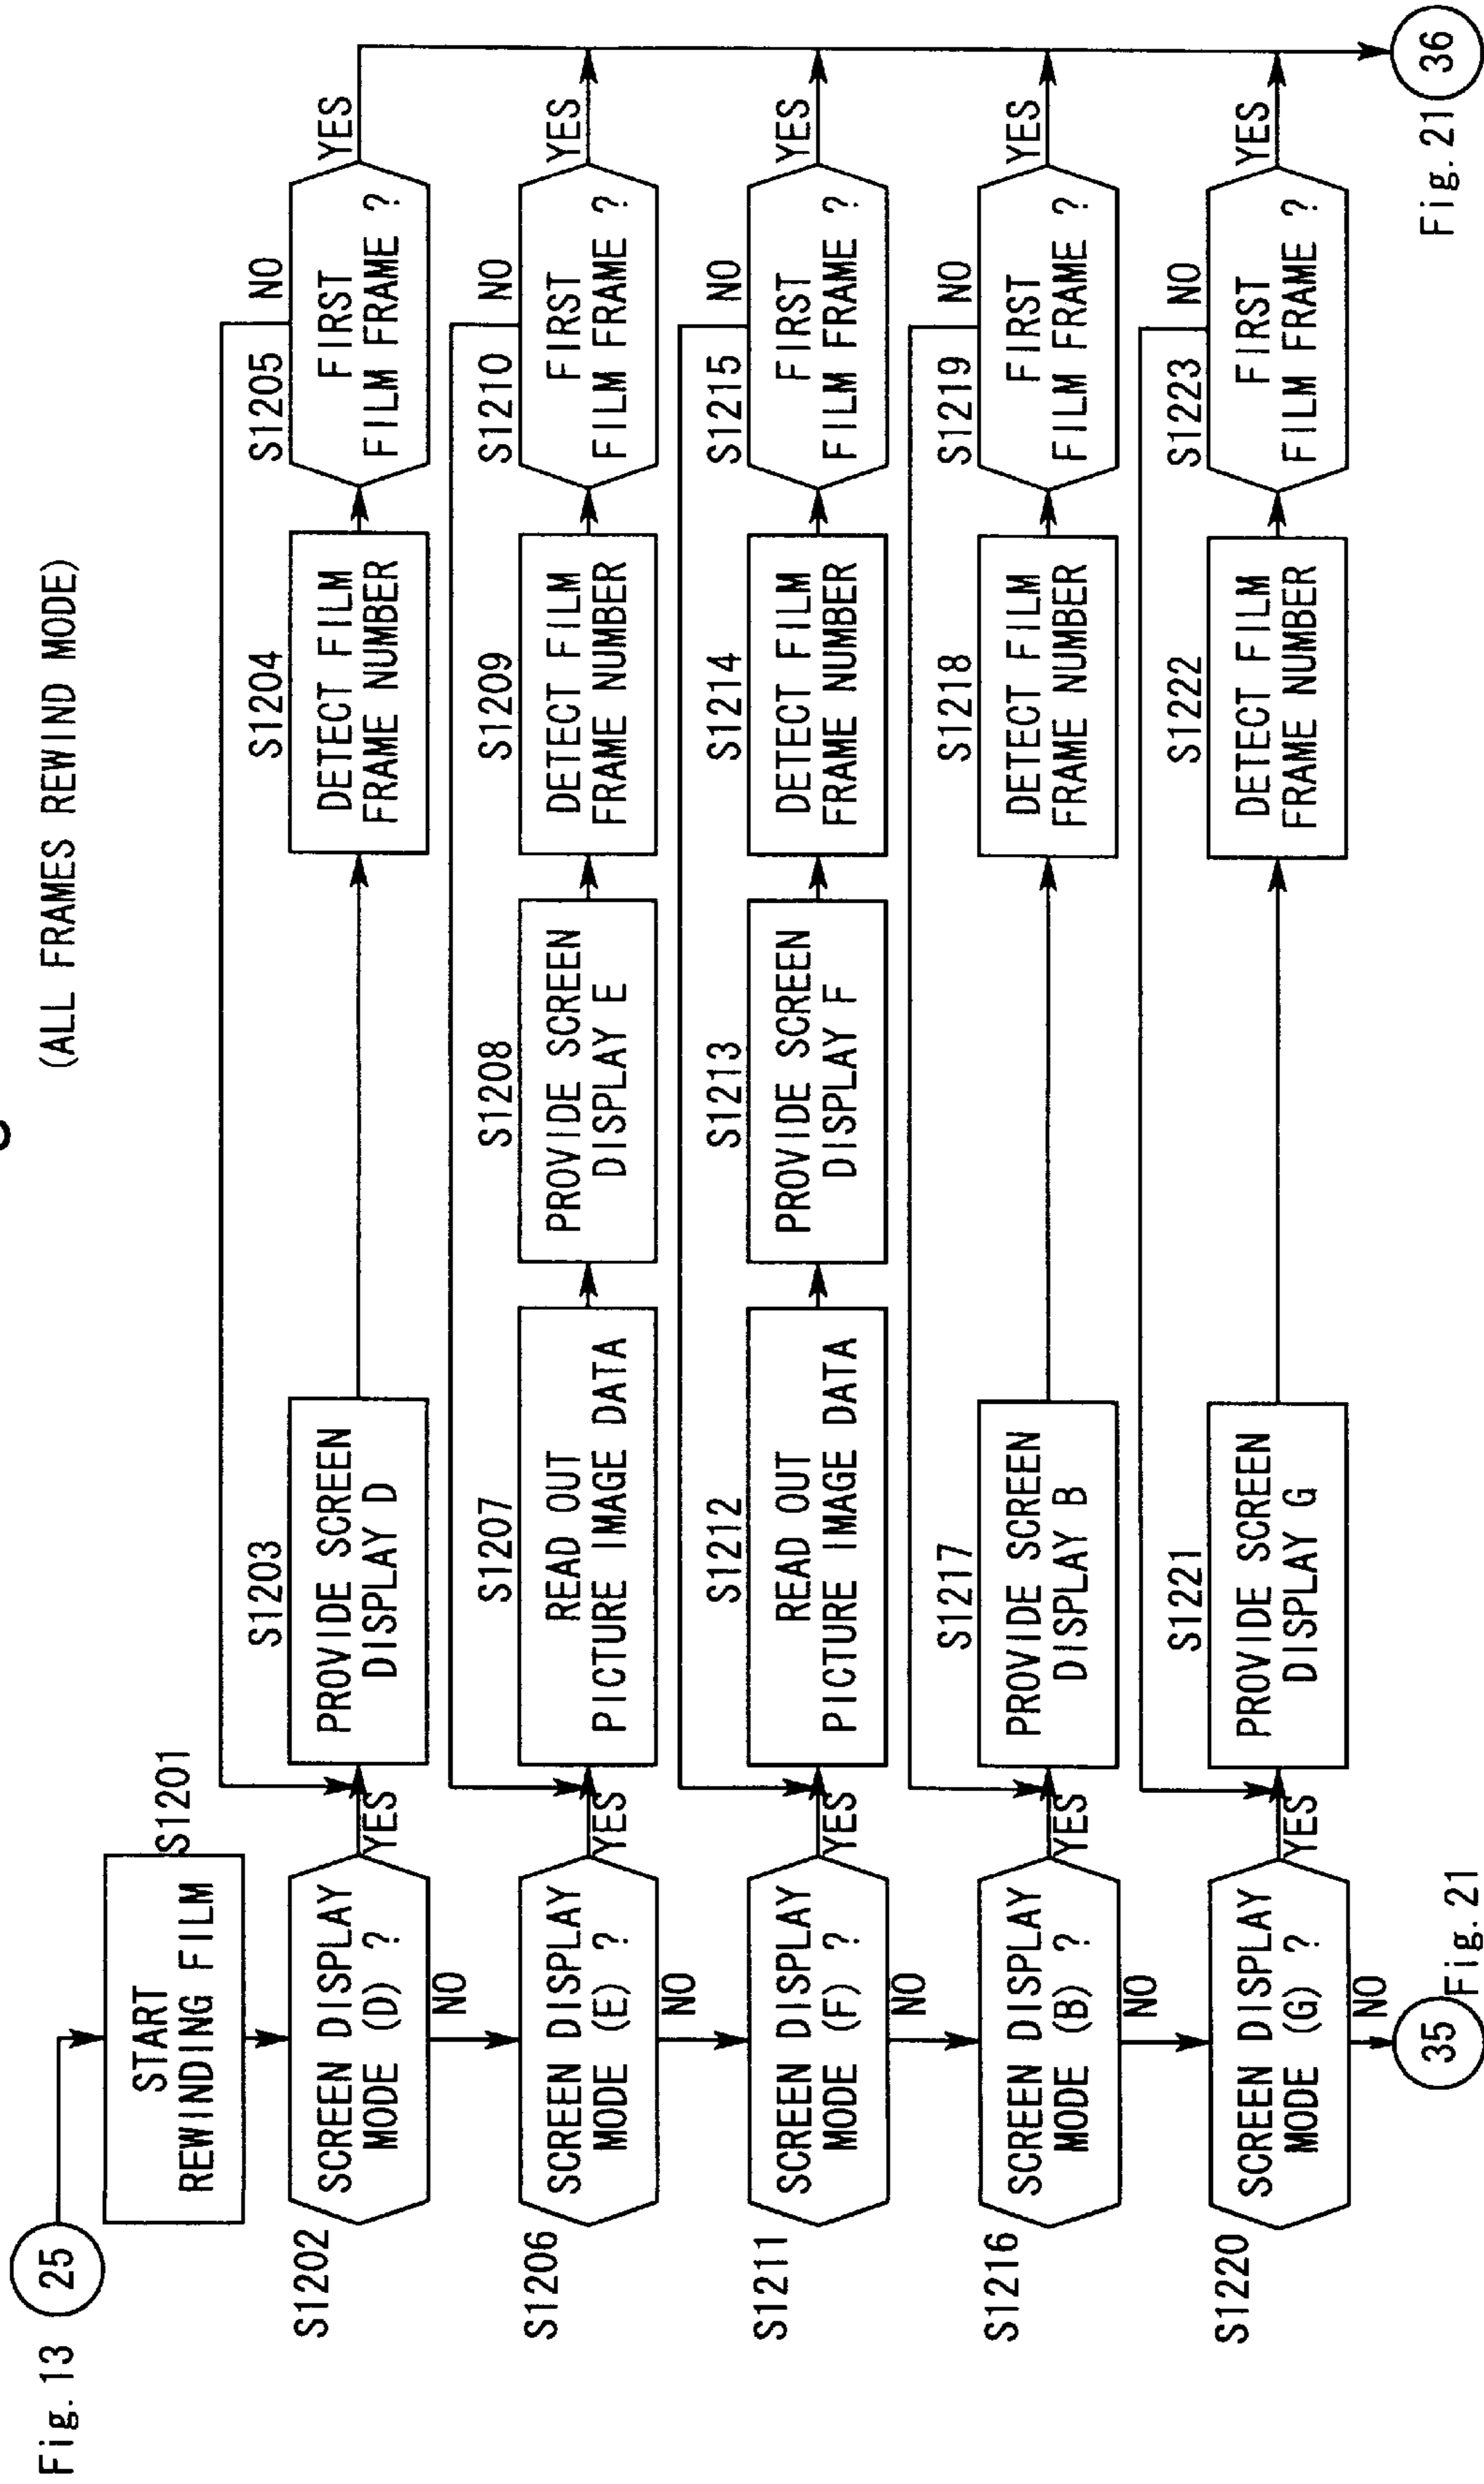 (ALL FRAMES REWIND MODE)
Fig. 13
25
START
REWINDING FILM
S1201
S1202
SCREEN DISPLAY
MODE (D) ?
YES
NO
S1203
PROVIDE SCREEN
DISPLAY D
S1204
DETECT FILM
FRAME NUMBER
S1205
NO
FIRST
FILM FRAME ?
YES
S1206
SCREEN DISPLAY
MODE (E) ?
YES
NO
S1207
READ OUT
PICTURE IMAGE DATA
S1208
PROVIDE SCREEN
DISPLAY E
S1209
DETECT FILM
FRAME NUMBER
S1210
NO
FIRST
FILM FRAME ?
YES
S1211
SCREEN DISPLAY
MODE (F) ?
YES
NO
S1212
READ OUT
PICTURE IMAGE DATA
S1213
PROVIDE SCREEN
DISPLAY F
S1214
DETECT FILM
FRAME NUMBER
S1215
NO
FIRST
FILM FRAME ?
YES
S1216
SCREEN DISPLAY
MODE (B) ?
YES
NO
S1217
PROVIDE SCREEN
DISPLAY B
S1218
DETECT FILM
FRAME NUMBER
S1219
NO
FIRST
FILM FRAME ?
YES
S1220
SCREEN DISPLAY
MODE (G) ?
YES
NO
S1221
PROVIDE SCREEN
DISPLAY G
S1222
DETECT FILM
FRAME NUMBER
S1223
NO
FIRST
FILM FRAME ?
YES
35
Fig. 21
Fig. 21
36